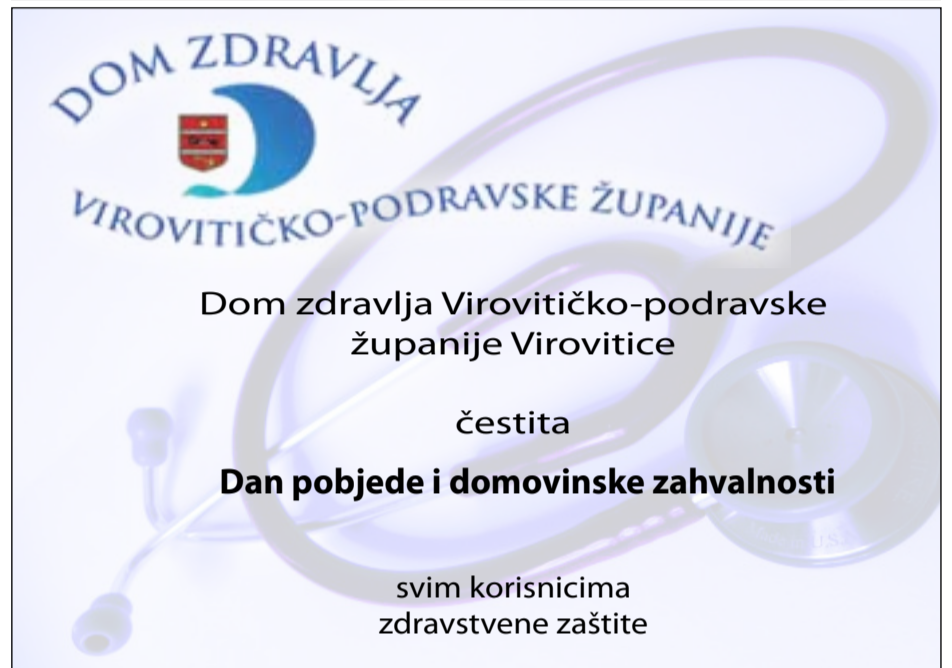 DOM ZDRAVLJA
VIROVITIČKO-PODRAVSKE ŽUPANIJE
Dom zdravlja Virovitičko-podravske
županije Virovitice
čestita
Dan pobjede i domovinske zahvalnosti
svim korisnicima
zdravstvene zaštite